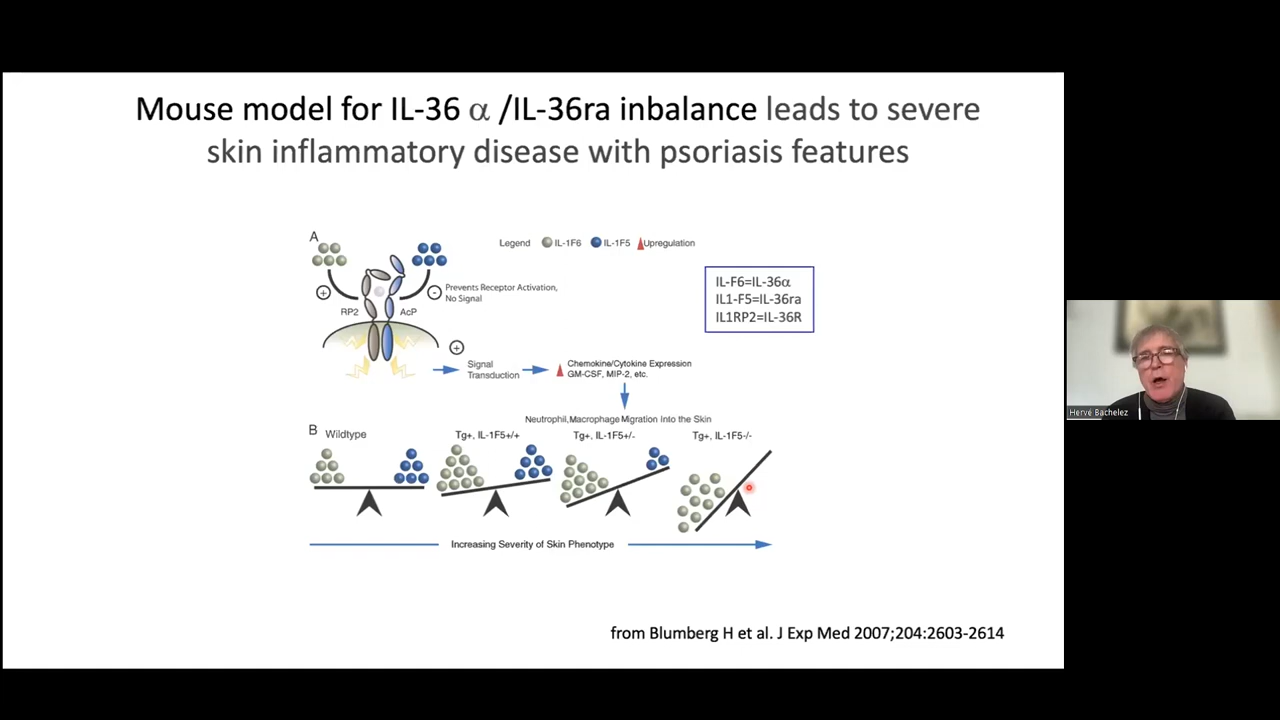 Mouse model for IL-36 α /IL-36ra inbalance leads to severe
skin inflammatory disease with psoriasis features
A
Legend IL-1F6 IL-1F5 Upregulation
+
-
Prevents Receptor Activation,
No Signal
RP2
AcP
IL-F6=IL-36α
IL1-F5=IL-36ra
IL1RP2=IL-36R
+
Signal
Transduction
Chemokine/Cytokine Expression
GM-CSF, MIP-2, etc.
Neutrophil,Macrophage Migration Into the Skin
B
Wildtype
Tg+, IL-1F5+/+
Tg+, IL-1F5+/-
Tg+, IL-1F5-/-
Increasing Severity of Skin Phenotype
from Blumberg H et al. J Exp Med 2007;204:2603-2614
Hervé Bachelez